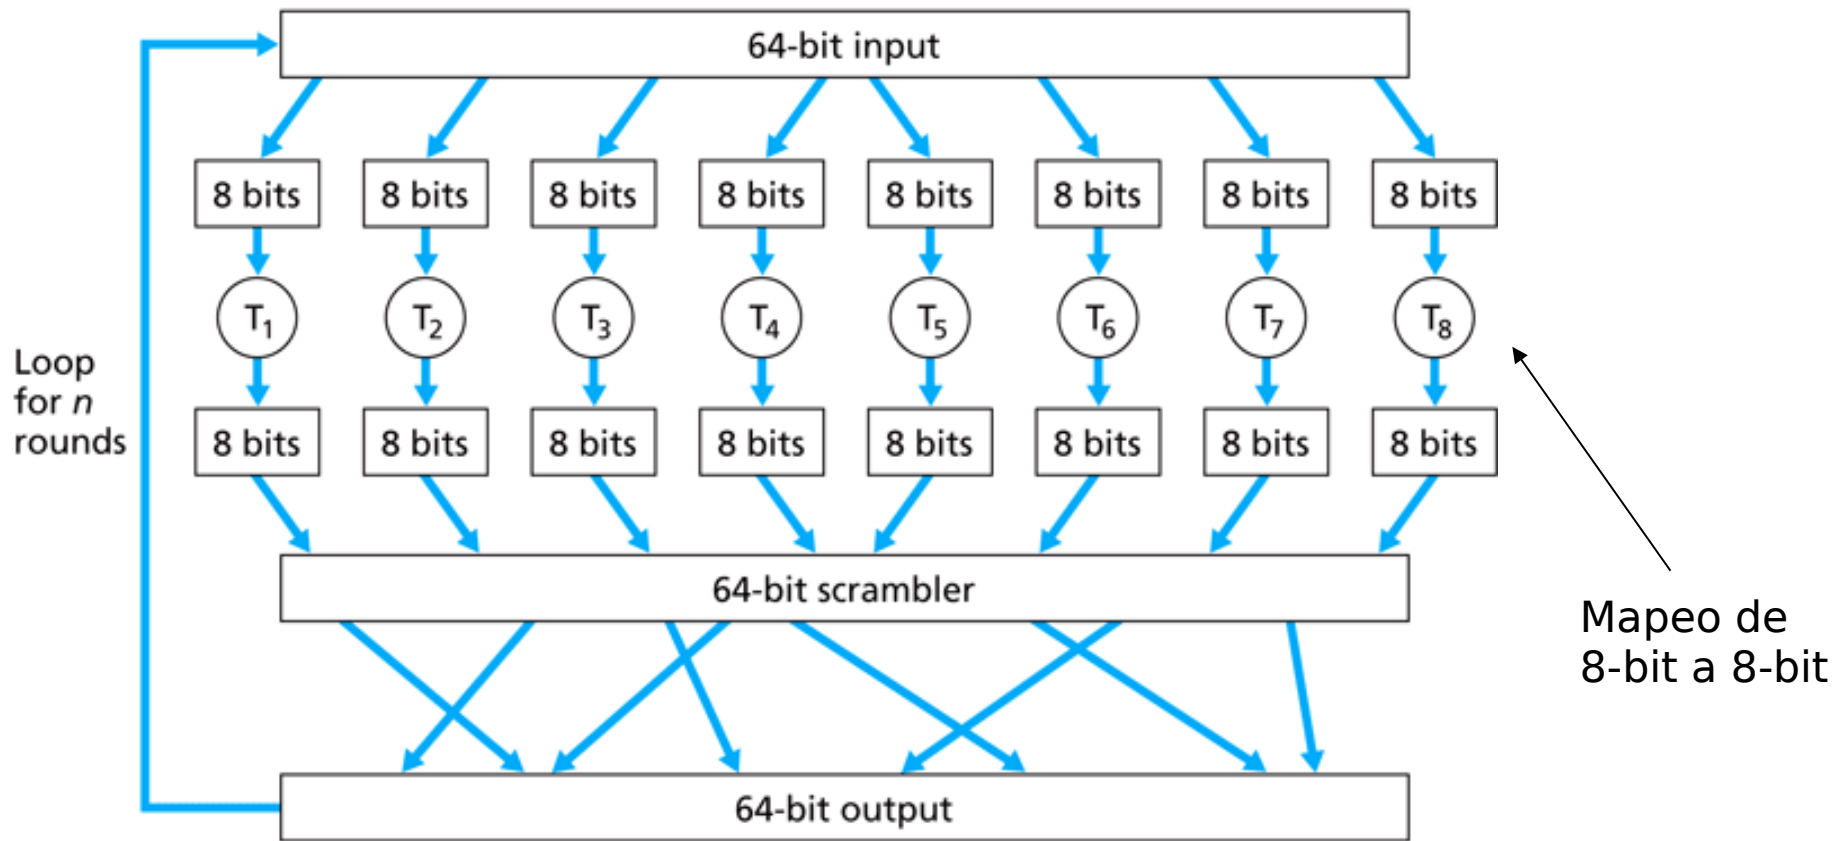 64-bit input
8 bits 8 bits 8 bits 8 bits 8 bits 8 bits 8 bits 8 bits
T1 T2 T3 T4 T5 T6 T7 T8
Loop
for n
rounds
8 bits 8 bits 8 bits 8 bits 8 bits 8 bits 8 bits 8 bits
64-bit scrambler
Mapeo de
8-bit a 8-bit
64-bit output